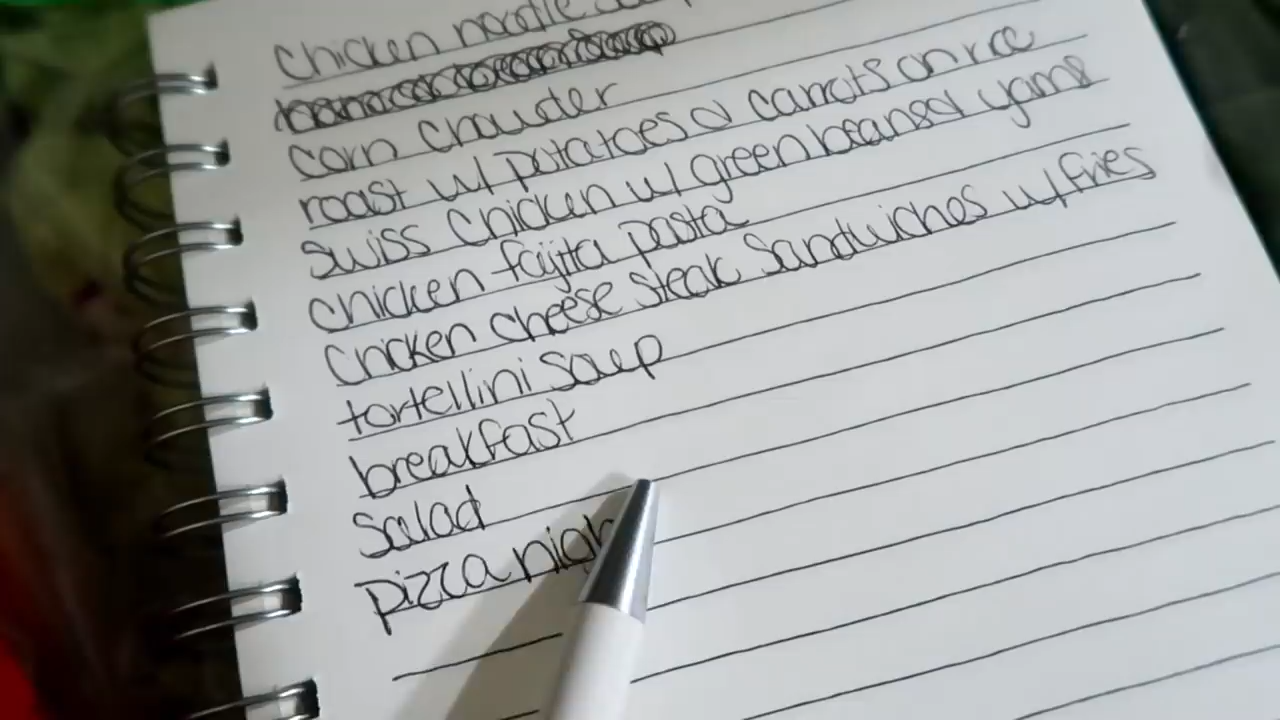 chicken noodle
corn chowder
roast w/ potatoes & carrots on rcc
swiss chicken w/ green beans & yams
chicken fajita pasta
chicken cheese steak sandwiches w/ fries
tortellini soup
breakfast
salad
pizza nigh